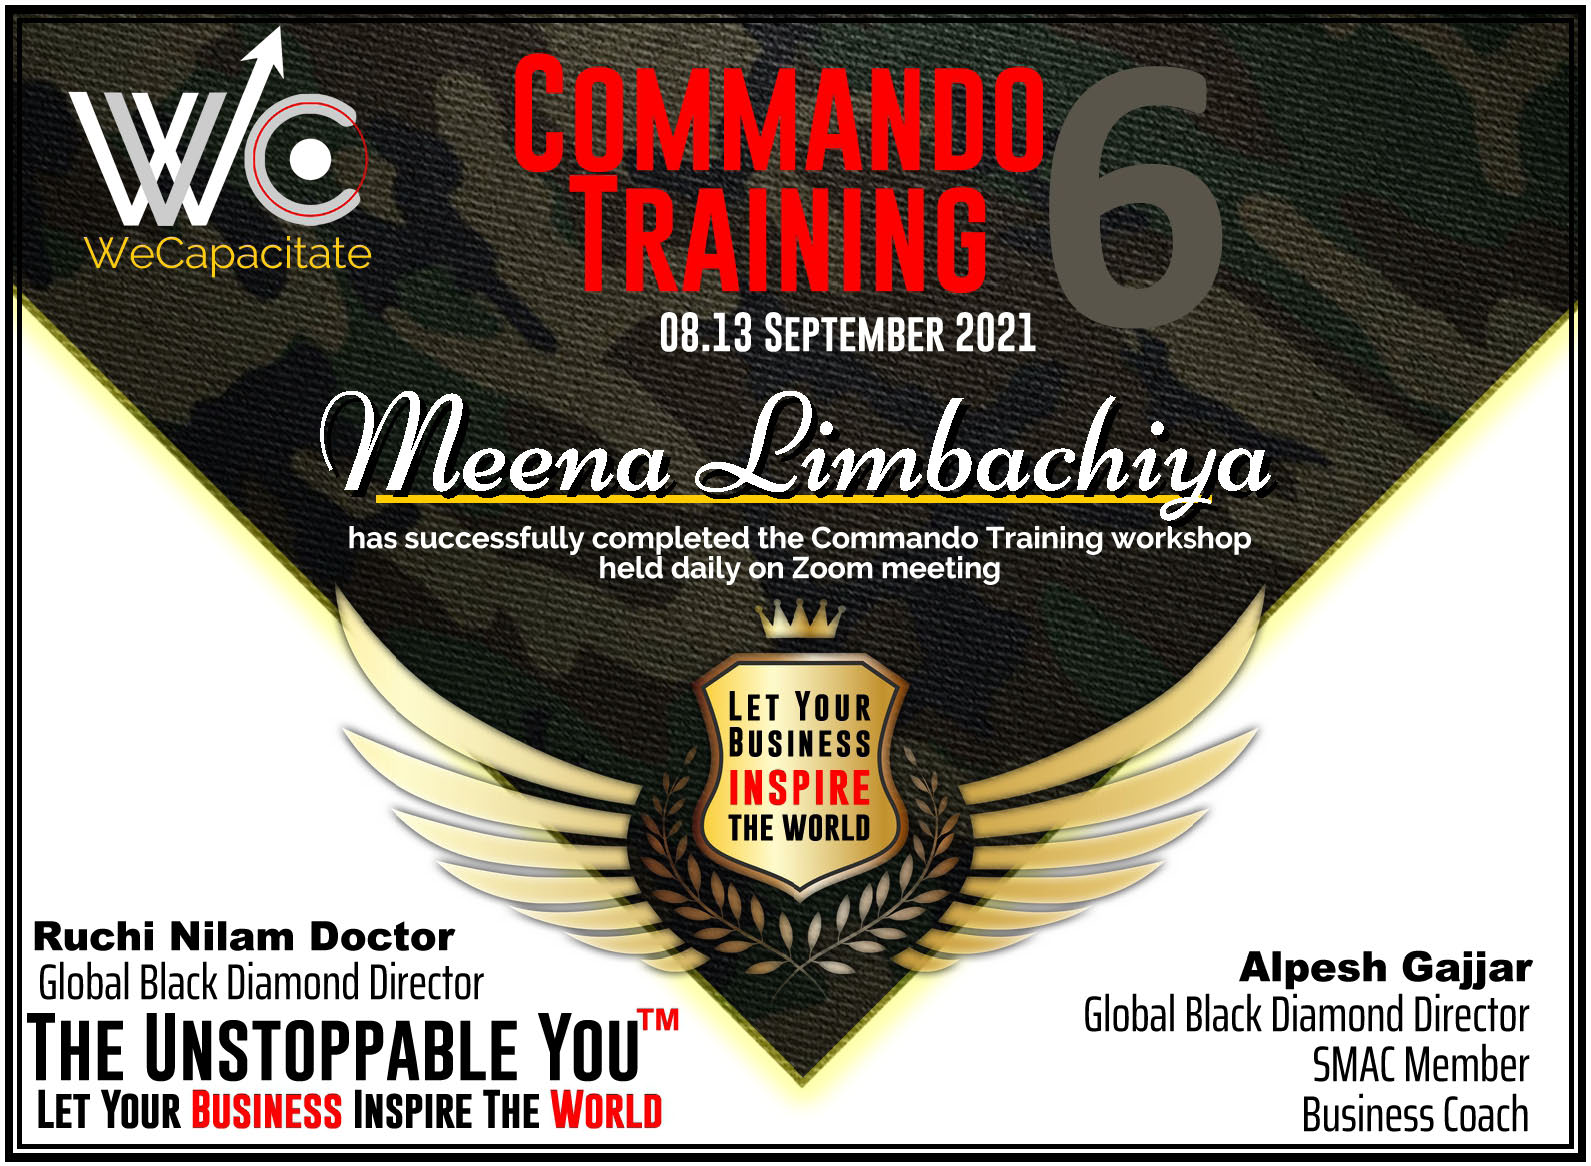 WC
WeCapacitate
COMMANDO
TRAINING
6
08.13 SEPTEMBER 2021
Meena Limbachiya
has successfully completed the Commando Training workshop
held daily on Zoom meeting
LET YOUR
BUSINESS
INSPIRE
THE WORLD
Ruchi Nilam Doctor
Global Black Diamond Director
THE UNSTOPPABLE YOU™
LET YOUR BUSINESS INSPIRE THE WORLD
Alpesh Gajjar
Global Black Diamond Director
SMAC Member
Business Coach